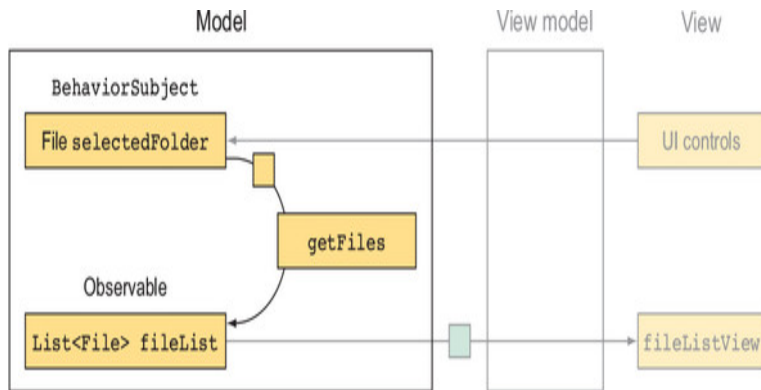 Model
View model
View
BehaviorSubject
File selectedFolder
UI controls
getFiles
Observable
List<File> fileList
fileListView